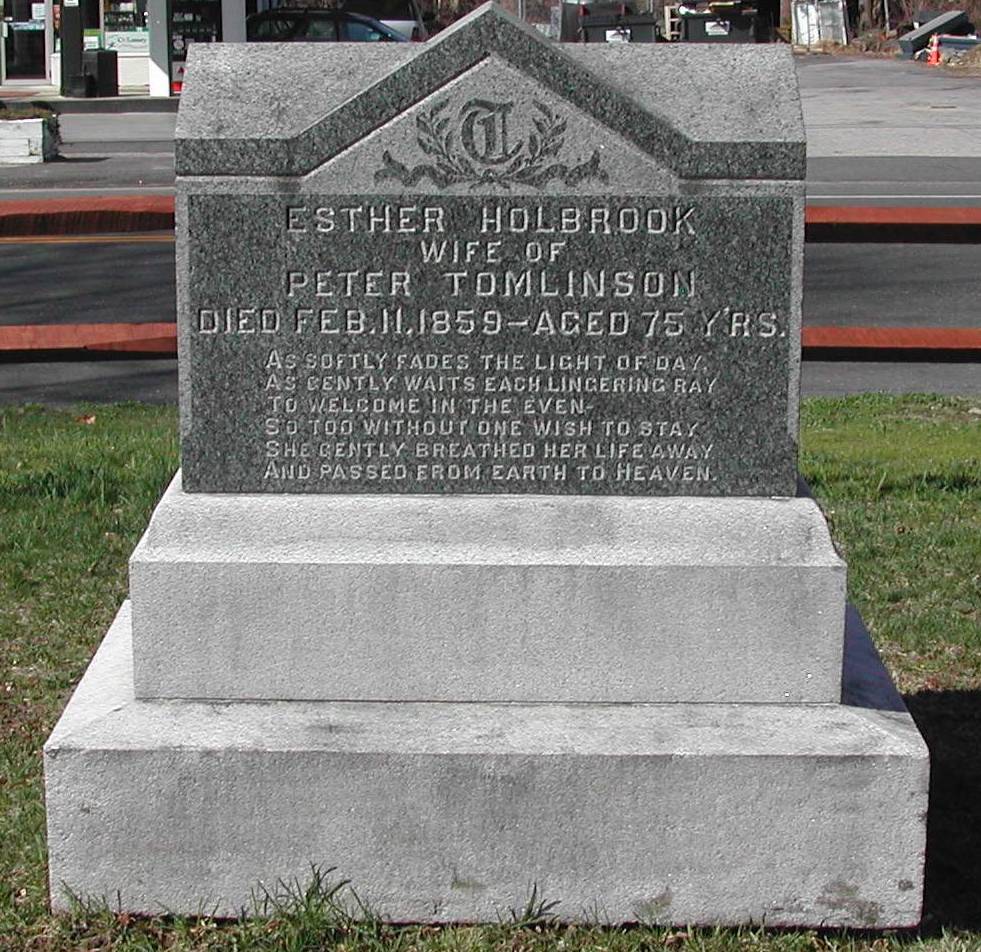 T
ESTHER HOLBROOK
WIFE OF
PETER TOMLINSON
DIED FEB. 11, 1859—AGED 75 Y'RS.
AS SOFTLY FADES THE LIGHT OF DAY,
AS GENTLY WAITS EACH LINGERING RAY
TO WELCOME IN THE EVEN-
SO TOO WITHOUT ONE WISH TO STAY
SHE GENTLY BREATHED HER LIFE AWAY
AND PASSED FROM EARTH TO HEAVEN.